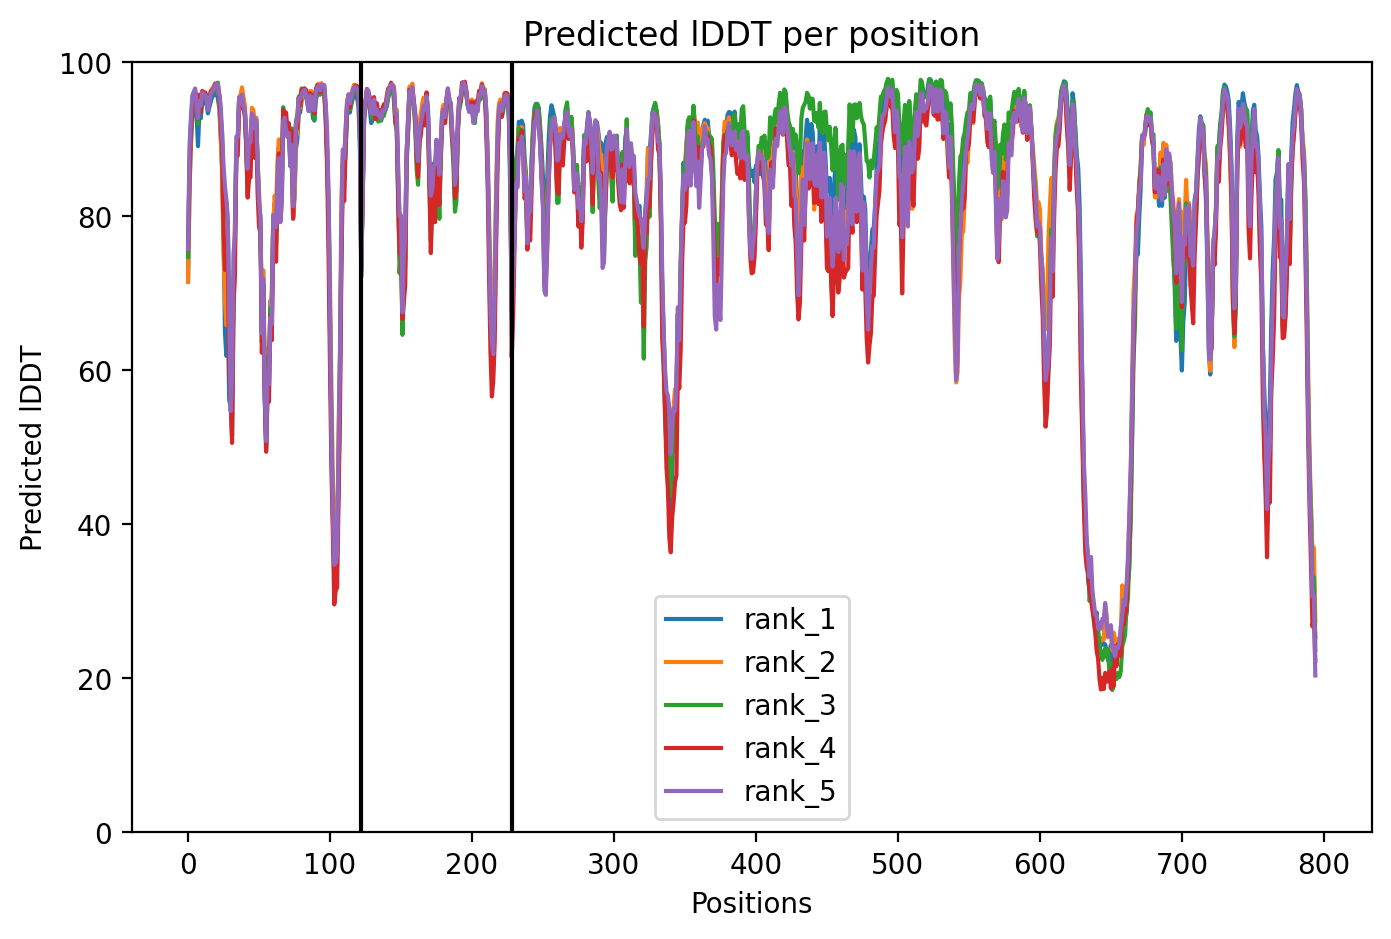 Predicted lDDT per position
100
80
60
40
20
0
Predicted lDDT
rank_1
rank_2
rank_3
rank_4
rank_5
0 100 200 300 400 500 600 700 800
Positions